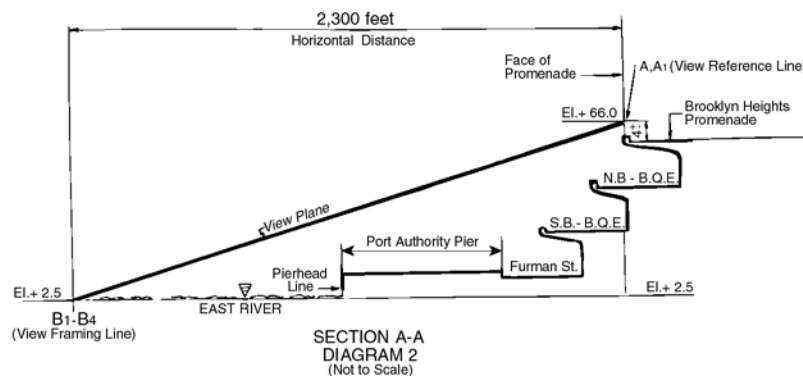 2,300 feet
Horizontal Distance
Face of
Promenade
A,A1 (View Reference Line)
El.+ 66.0
4±
Brooklyn Heights
Promenade
N.B - B.Q.E.
View Plane
S.B.- B.Q.E.
Port Authority Pier
Pierhead
Line
Furman St.
El.+ 2.5
El.+ 2.5
EAST RIVER
B1-B4
(View Framing Line)
SECTION A-A
DIAGRAM 2
(Not to Scale)